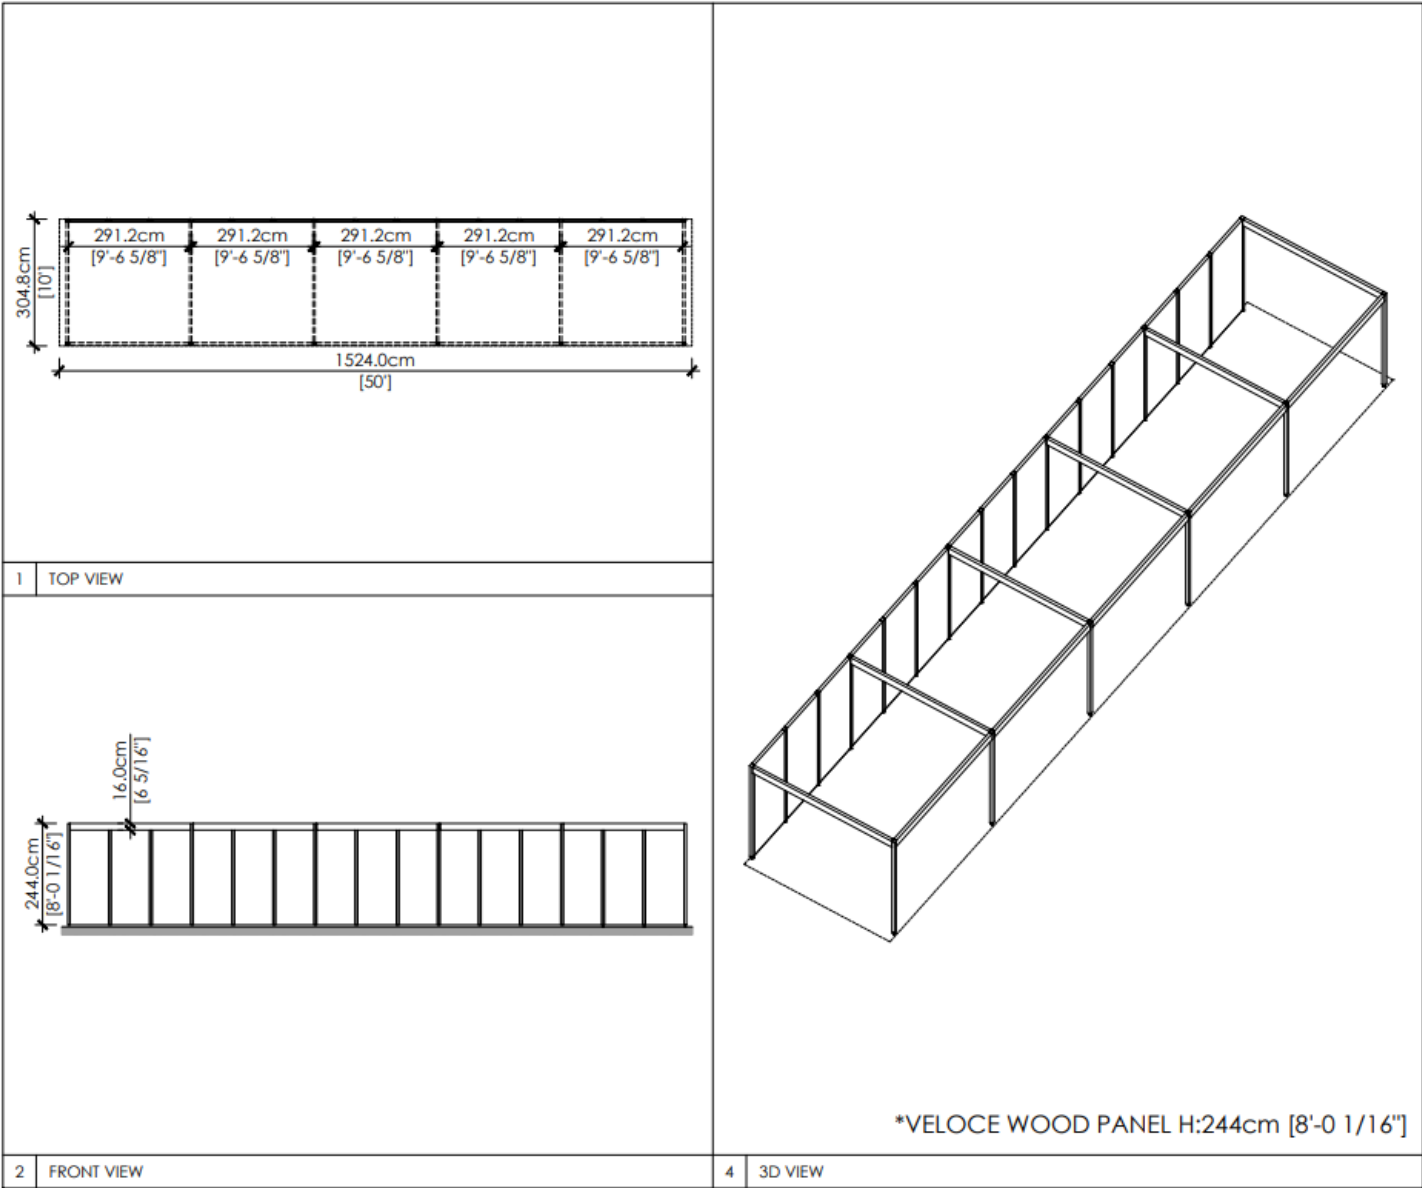 291.2cm 291.2cm 291.2cm 291.2cm 291.2cm
[9'-6 5/8"] [9'-6 5/8"] [9'-6 5/8"] [9'-6 5/8"] [9'-6 5/8"]
304.8cm
[10']
1524.0cm
[50']
1 TOP VIEW
16.0cm
[6 5/16"]
244.0cm
[8'-0 1/16"]
2 FRONT VIEW
*VELOCE WOOD PANEL H:244cm [8'-0 1/16"]
4 3D VIEW